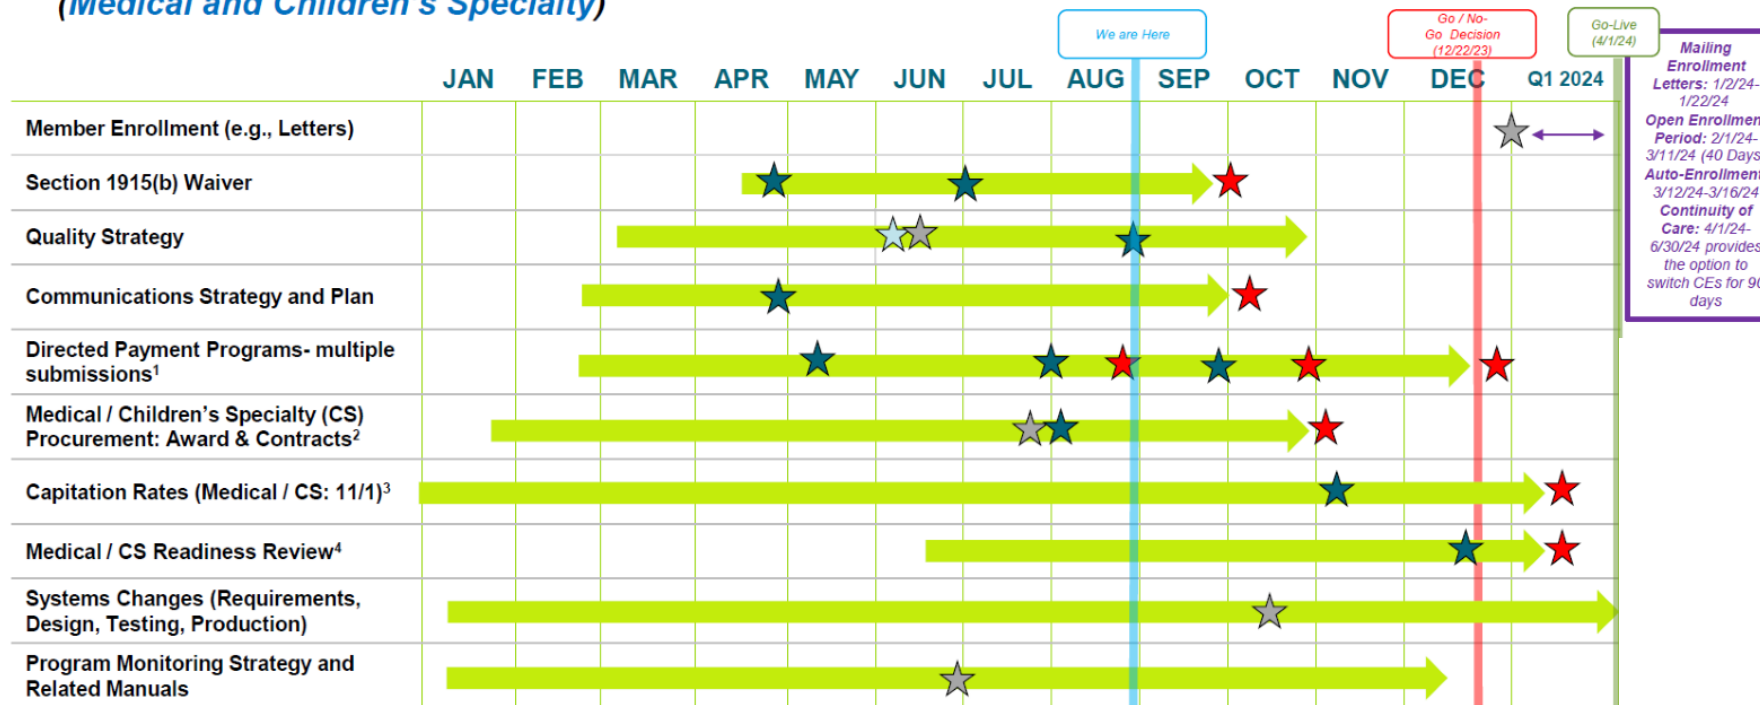 (Medical and Children's Specialty)
We are Here
Go / No-
Go Decision
(12/22/23)
Go-Live
(4/1/24)
JAN FEB MAR APR MAY JUN JUL AUG SEP OCT NOV DEC Q1 2024
Mailing
Enrollment
Letters: 1/2/24-
1/22/24
Open Enrollmen
Period: 2/1/24-
3/11/24 (40 Days
Auto-Enrollment
3/12/24-3/16/24
Continuity of
Care: 4/1/24-
6/30/24 provides
the option to
switch CEs for 90
days
Member Enrollment (e.g., Letters)
Section 1915(b) Waiver
Quality Strategy
Communications Strategy and Plan
Directed Payment Programs- multiple
submissions¹
Medical / Children's Specialty (CS)
Procurement: Award & Contracts²
Capitation Rates (Medical / CS: 11/1)³
Medical / CS Readiness Review⁴
Systems Changes (Requirements,
Design, Testing, Production)
Program Monitoring Strategy and
Related Manuals